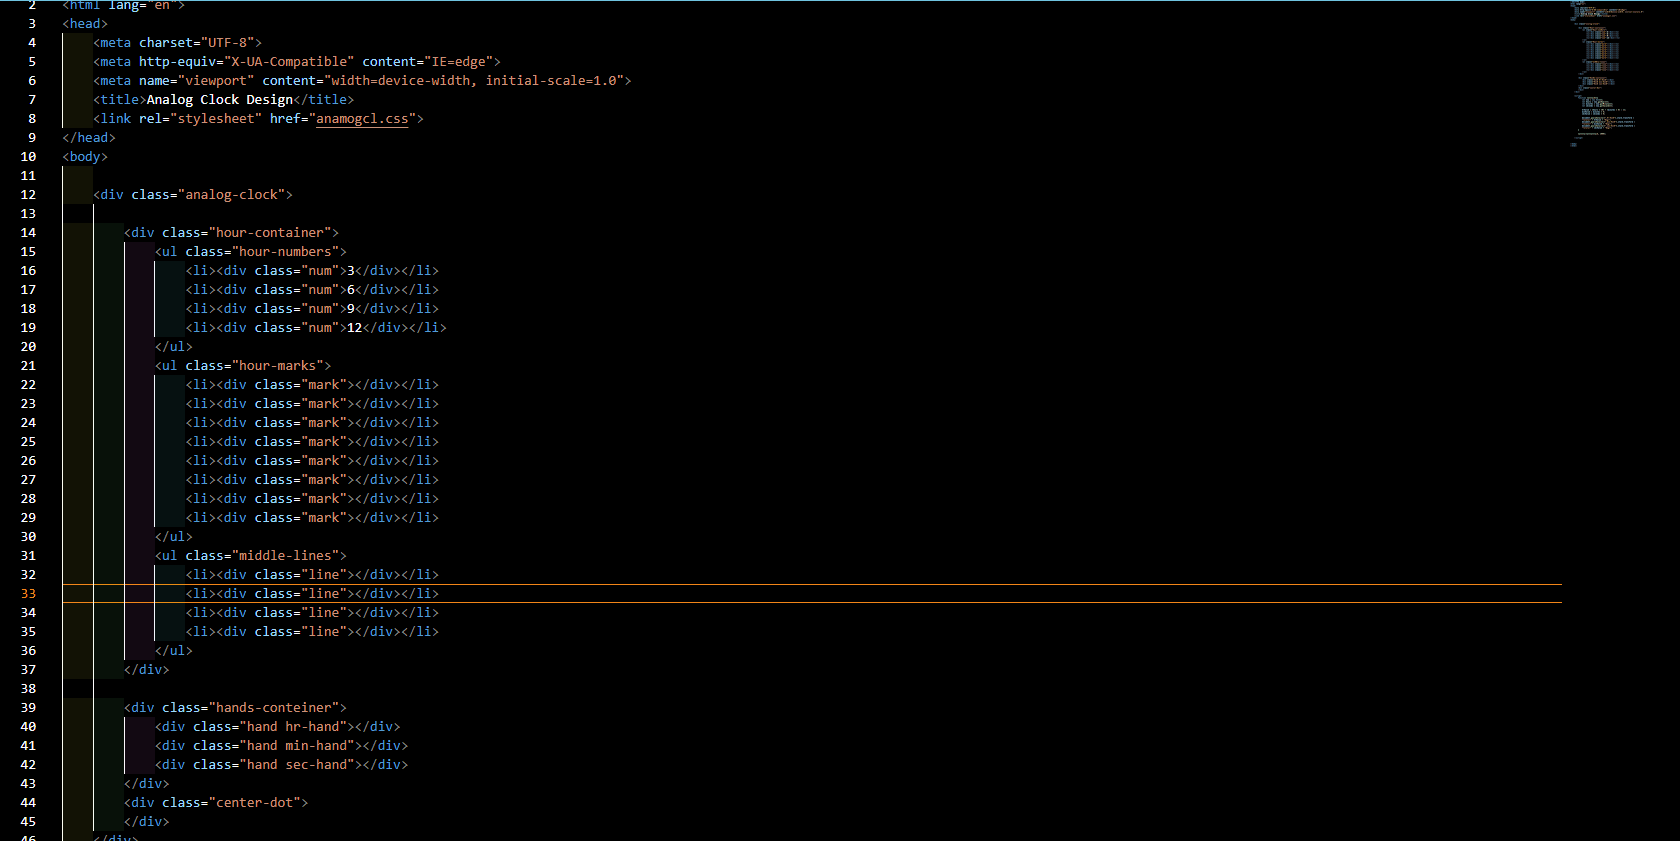 2 <html lang="en">
3 <head>
4 <meta charset="UTF-8">
5 <meta http-equiv="X-UA-Compatible" content="IE=edge">
6 <meta name="viewport" content="width=device-width, initial-scale=1.0">
7 <title>Analog Clock Design</title>
8 <link rel="stylesheet" href="anamogcl.css">
9 </head>
10 <body>
11
12 <div class="analog-clock">
13
14 <div class="hour-container">
15 <ul class="hour-numbers">
16 <li><div class="num">3</div></li>
17 <li><div class="num">6</div></li>
18 <li><div class="num">9</div></li>
19 <li><div class="num">12</div></li>
20 </ul>
21 <ul class="hour-marks">
22 <li><div class="mark"></div></li>
23 <li><div class="mark"></div></li>
24 <li><div class="mark"></div></li>
25 <li><div class="mark"></div></li>
26 <li><div class="mark"></div></li>
27 <li><div class="mark"></div></li>
28 <li><div class="mark"></div></li>
29 <li><div class="mark"></div></li>
30 </ul>
31 <ul class="middle-lines">
32 <li><div class="line"></div></li>
33 <li><div class="line"></div></li>
34 <li><div class="line"></div></li>
35 <li><div class="line"></div></li>
36 </ul>
37 </div>
38
39 <div class="hands-conteiner">
40 <div class="hand hr-hand"></div>
41 <div class="hand min-hand"></div>
42 <div class="hand sec-hand"></div>
43 </div>
44 <div class="center-dot">
45 </div>
46 </div>